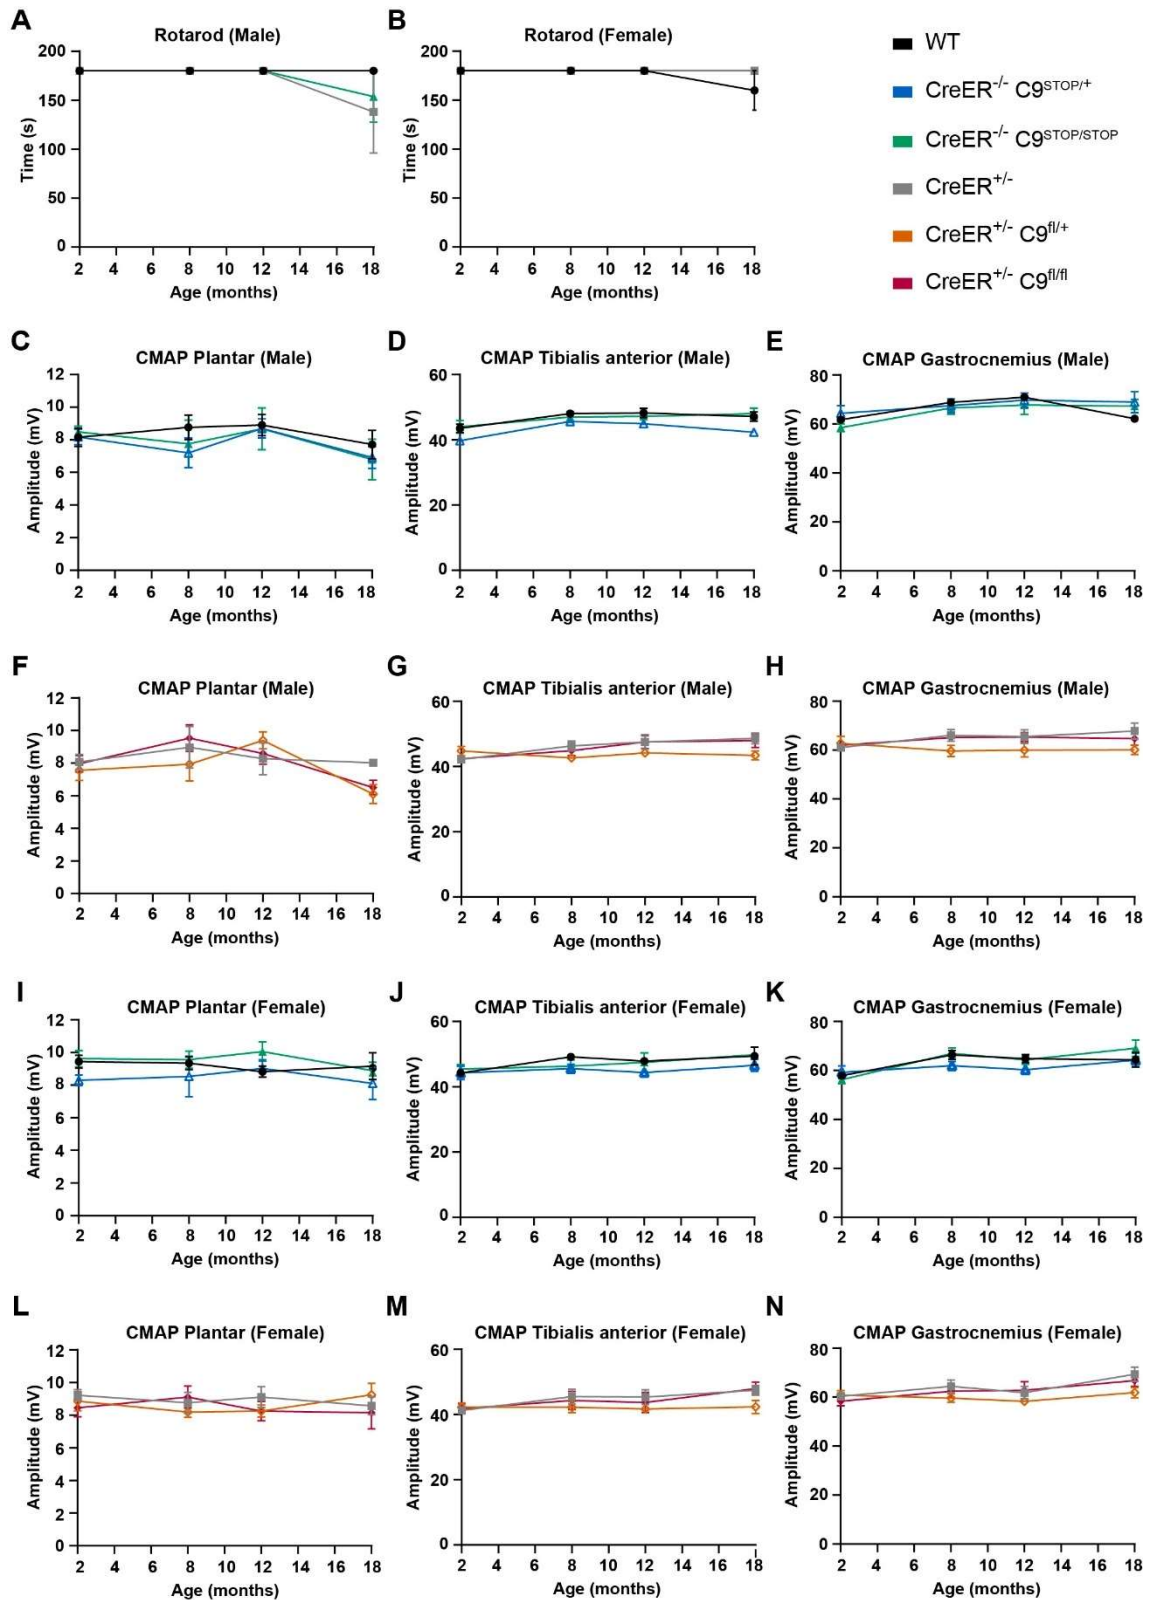 A
Rotarod (Male)
200
150
100
50
0
Time (s)
2 4 6 8 10 12 14 16 18
Age (months)
B
Rotarod (Female)
200
150
100
50
0
Time (s)
2 4 6 8 10 12 14 16 18
Age (months)
WT
CreER-/- C9STOP/+
CreER-/- C9STOP/STOP
CreER+/-
CreER+/- C9fl/+
CreER+/- C9fl/fl
C
CMAP Plantar (Male)
12
10
8
6
4
2
0
Amplitude (mV)
2 4 6 8 10 12 14 16 18
Age (months)
D
CMAP Tibialis anterior (Male)
60
40
20
0
Amplitude (mV)
2 4 6 8 10 12 14 16 18
Age (months)
E
CMAP Gastrocnemius (Male)
80
60
40
20
0
Amplitude (mV)
2 4 6 8 10 12 14 16 18
Age (months)
F
CMAP Plantar (Male)
12
10
8
6
4
2
0
Amplitude (mV)
2 4 6 8 10 12 14 16 18
Age (months)
G
CMAP Tibialis anterior (Male)
60
40
20
0
Amplitude (mV)
2 4 6 8 10 12 14 16 18
Age (months)
H
CMAP Gastrocnemius (Male)
80
60
40
20
0
Amplitude (mV)
2 4 6 8 10 12 14 16 18
Age (months)
I
CMAP Plantar (Female)
12
10
8
6
4
2
0
Amplitude (mV)
2 4 6 8 10 12 14 16 18
Age (months)
J
CMAP Tibialis anterior (Female)
60
40
20
0
Amplitude (mV)
2 4 6 8 10 12 14 16 18
Age (months)
K
CMAP Gastrocnemius (Female)
80
60
40
20
0
Amplitude (mV)
2 4 6 8 10 12 14 16 18
Age (months)
L
CMAP Plantar (Female)
12
10
8
6
4
2
0
Amplitude (mV)
2 4 6 8 10 12 14 16 18
Age (months)
M
CMAP Tibialis anterior (Female)
60
40
20
0
Amplitude (mV)
2 4 6 8 10 12 14 16 18
Age (months)
N
CMAP Gastrocnemius (Female)
80
60
40
20
0
Amplitude (mV)
2 4 6 8 10 12 14 16 18
Age (months)